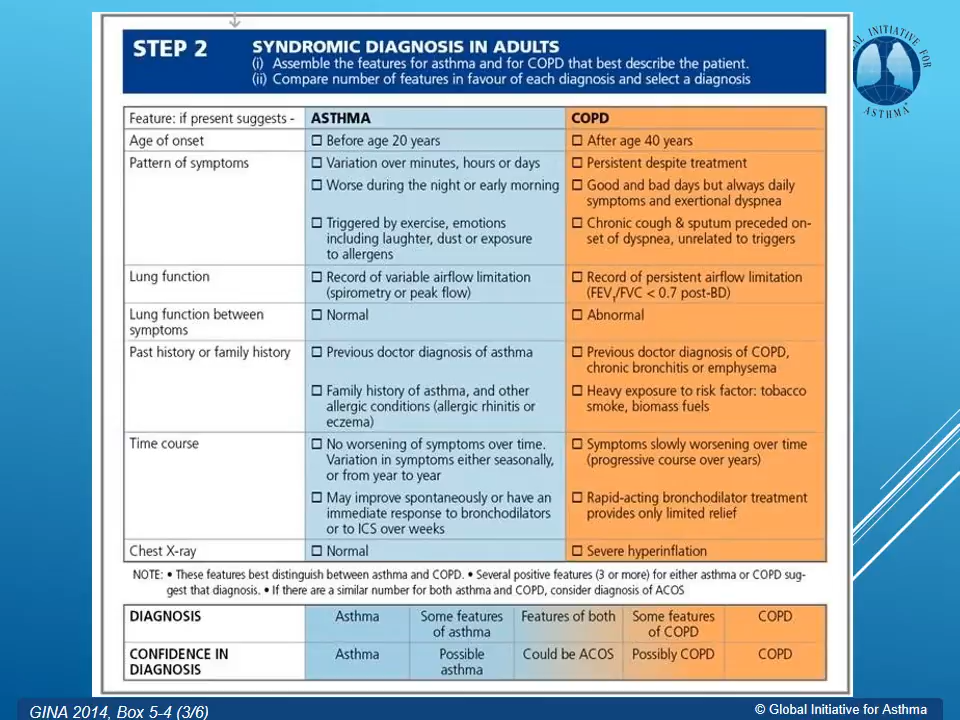 STEP 2
SYNDROMIC DIAGNOSIS IN ADULTS
(i) Assemble the features for asthma and for COPD that best describe the patient.
(ii) Compare number of features in favour of each diagnosis and select a diagnosis
AL INITIATIVE FOR
ASTHMA
Feature: if present suggests - ASTHMA COPD
Age of onset
☐ Before age 20 years
☐ After age 40 years
Pattern of symptoms
☐ Variation over minutes, hours or days
☐ Persistent despite treatment
☐ Worse during the night or early morning
☐ Good and bad days but always daily
symptoms and exertional dyspnea
☐ Triggered by exercise, emotions
including laughter, dust or exposure
to allergens
☐ Chronic cough & sputum preceded on-
set of dyspnea, unrelated to triggers
Lung function
☐ Record of variable airflow limitation
(spirometry or peak flow)
☐ Record of persistent airflow limitation
(FEV1/FVC < 0.7 post-BD)
Lung function between
symptoms
☐ Normal
☐ Abnormal
Past history or family history
☐ Previous doctor diagnosis of asthma
☐ Previous doctor diagnosis of COPD,
chronic bronchitis or emphysema
☐ Family history of asthma, and other
allergic conditions (allergic rhinitis or
eczema)
☐ Heavy exposure to risk factor: tobacco
smoke, biomass fuels
Time course
☐ No worsening of symptoms over time.
Variation in symptoms either seasonally,
or from year to year
☐ Symptoms slowly worsening over time
(progressive course over years)
☐ May improve spontaneously or have an
immediate response to bronchodilators
or to ICS over weeks
☐ Rapid-acting bronchodilator treatment
provides only limited relief
Chest X-ray
☐ Normal
☐ Severe hyperinflation
NOTE: • These features best distinguish between asthma and COPD. • Several positive features (3 or more) for either asthma or COPD sug-
gest that diagnosis. • If there are a similar number for both asthma and COPD, consider diagnosis of ACOS
DIAGNOSIS
Asthma
Some features
of asthma
Features of both
Some features
of COPD
COPD
CONFIDENCE IN
DIAGNOSIS
Asthma
Possible
asthma
Could be ACOS
Possibly COPD
COPD
GINA 2014, Box 5-4 (3/6)
© Global Initiative for Asthma